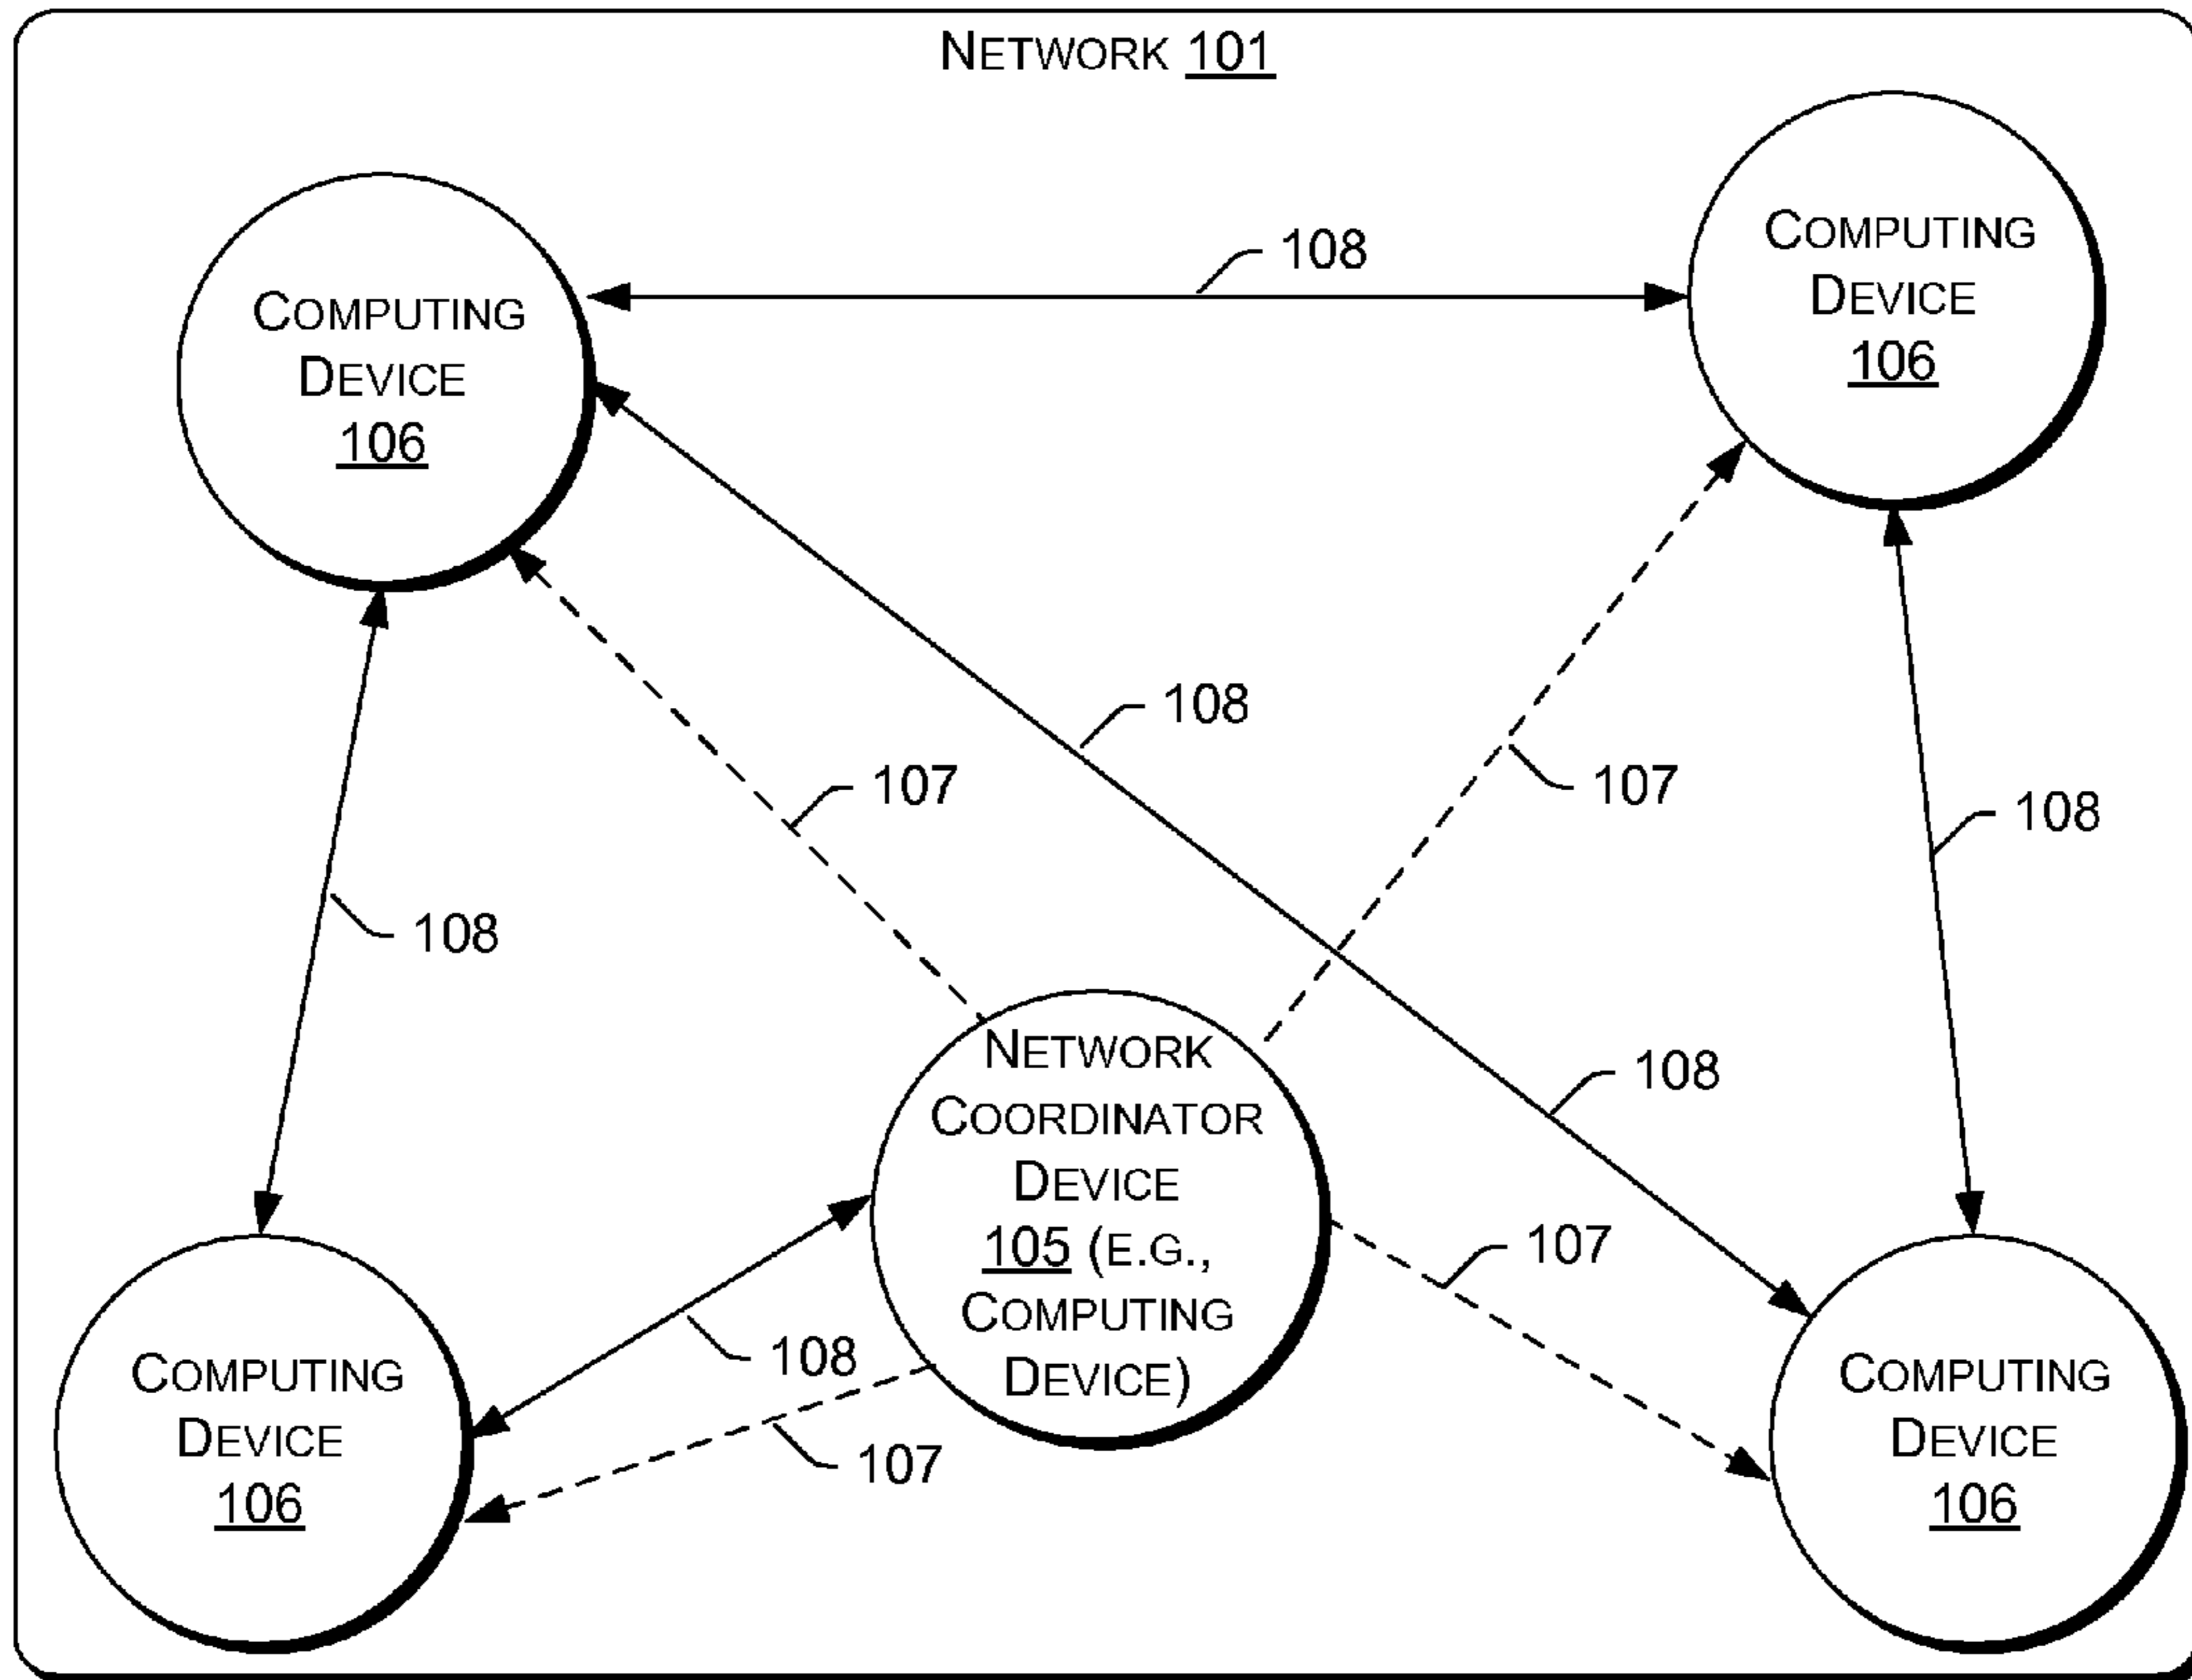 NETWORK 101
COMPUTING
DEVICE
106
108
COMPUTING
DEVICE
106
108
107
107
108
108
108
NETWORK
COORDINATOR
DEVICE
105 (E.G.,
COMPUTING
DEVICE)
107
108
107
COMPUTING
DEVICE
106
COMPUTING
DEVICE
106